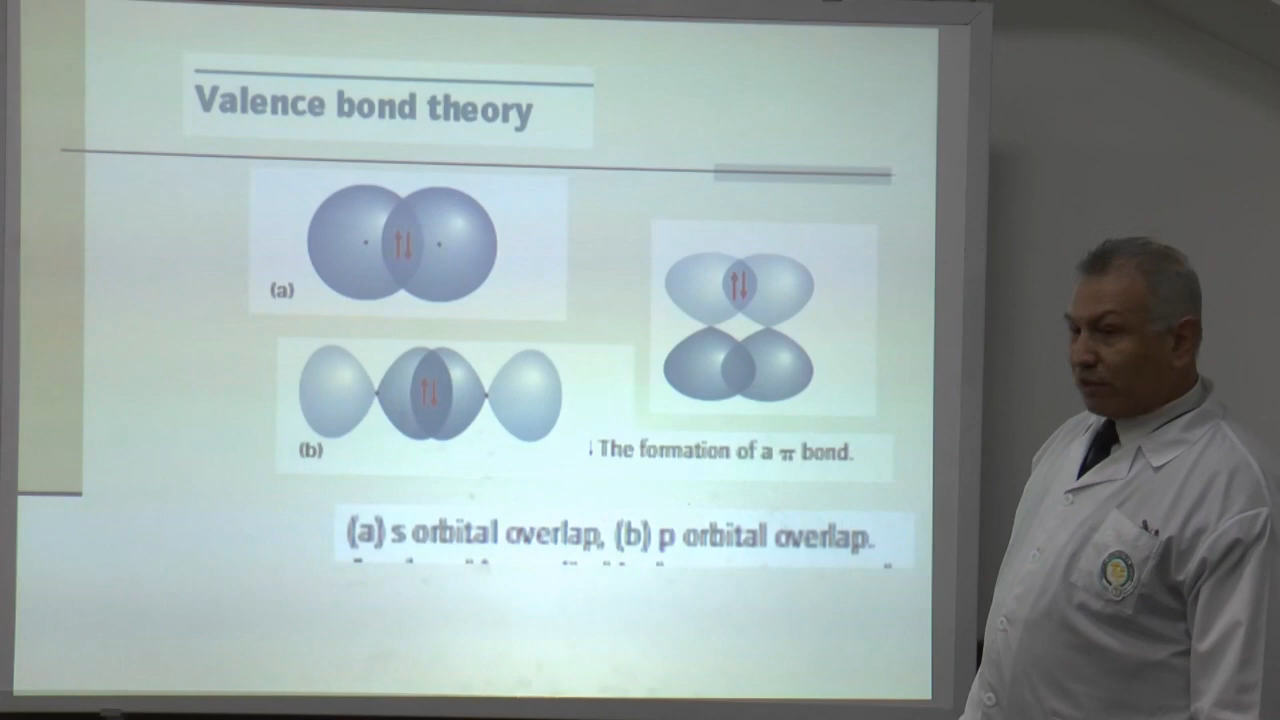 Valence bond theory
(a)
(b)
The formation of a π bond.
(a) s orbital overlap, (b) p orbital overlap.